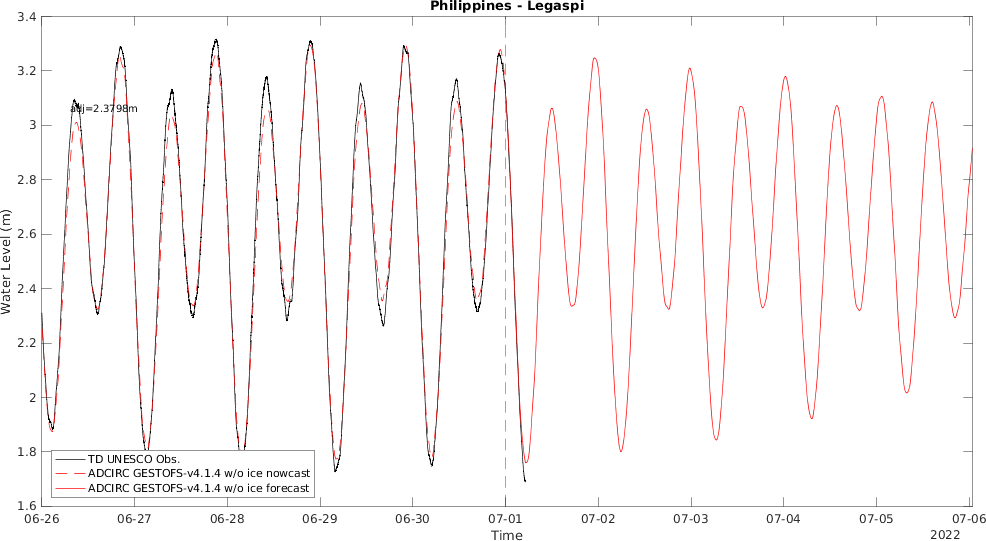 Philippines - Legaspi
3.4
3.2
3
2.8
2.6
2.4
2.2
2
1.8
1.6
Water Level (m)
adj=2.3798m
TD UNESCO Obs.
ADCIRC GESTOFS-v4.1.4 w/o ice nowcast
ADCIRC GESTOFS-v4.1.4 w/o ice forecast
06-26 06-27 06-28 06-29 06-30 07-01 07-02 07-03 07-04 07-05 07-06
Time
2022